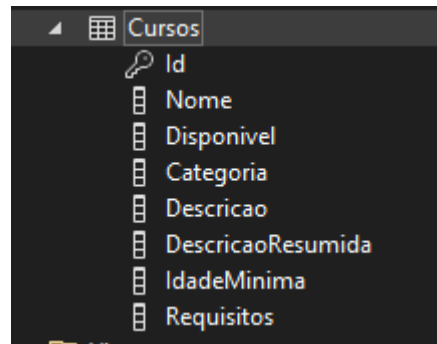 Cursos
Id
Nome
Disponivel
Categoria
Descricao
DescricaoResumida
IdadeMinima
Requisitos